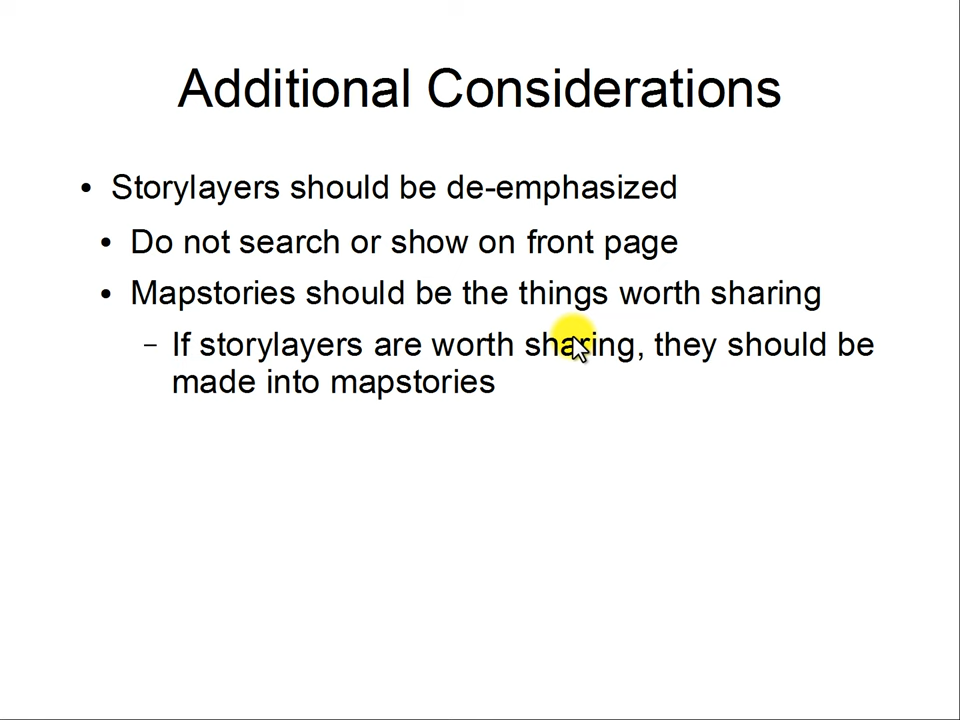 Additional Considerations
• Storylayers should be de-emphasized
• Do not search or show on front page
• Mapstories should be the things worth sharing
– If storylayers are worth sharing, they should be
made into mapstories